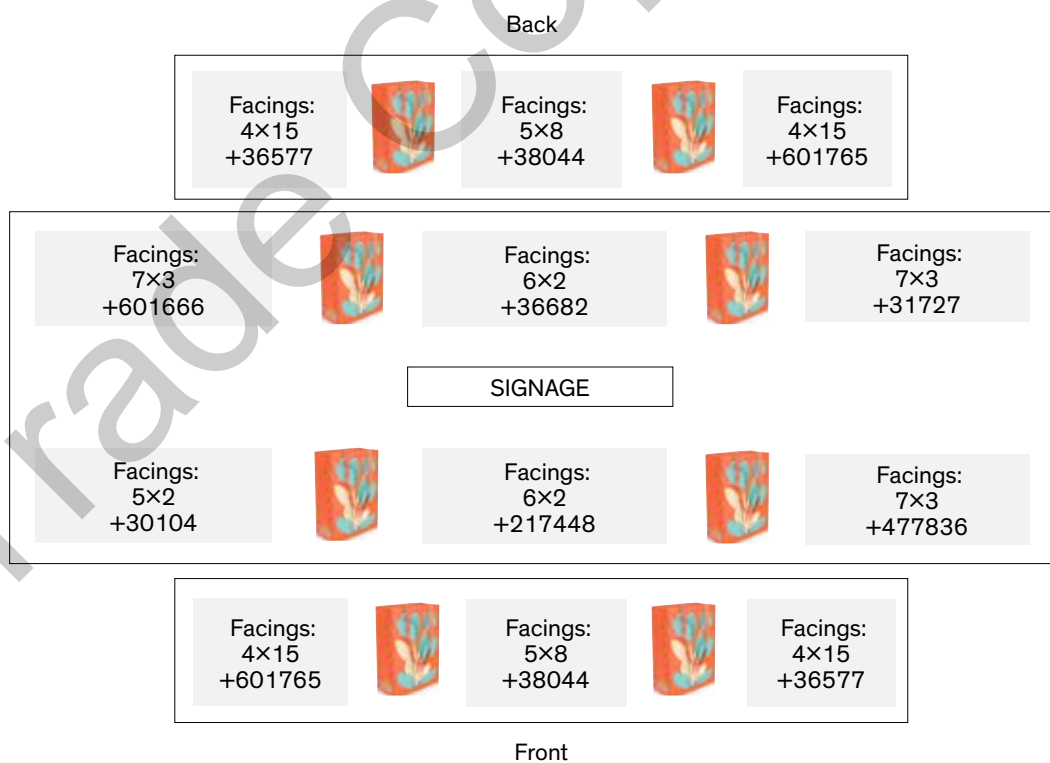 Back
Facings:
4×15
+36577
Facings:
5×8
+38044
Facings:
4×15
+601765
Facings:
7×3
+601666
Facings:
6×2
+36682
Facings:
7×3
+31727
SIGNAGE
Facings:
5×2
+30104
Facings:
6×2
+217448
Facings:
7×3
+477836
Facings:
4×15
+601765
Facings:
5×8
+38044
Facings:
4×15
+36577
Front